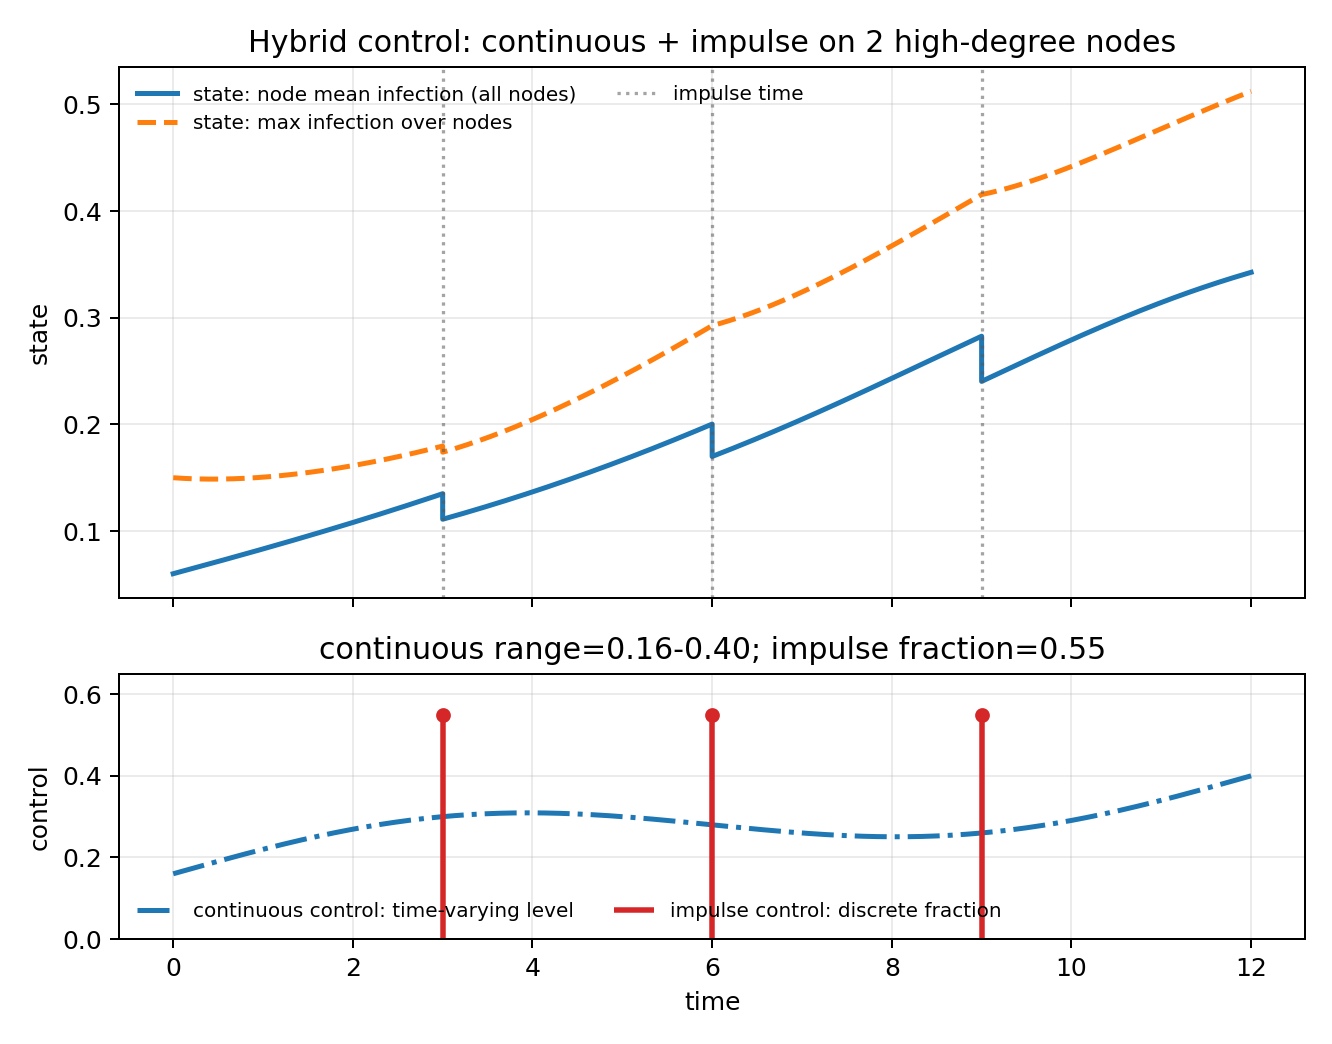 Hybrid control: continuous + impulse on 2 high-degree nodes
state: node mean infection (all nodes)
state: max infection over nodes
impulse time
0.5
0.4
0.3
0.2
0.1
state
continuous range=0.16-0.40; impulse fraction=0.55
0.6
0.4
0.2
0.0
control
continuous control: time-varying level
impulse control: discrete fraction
0 2 4 6 8 10 12
time